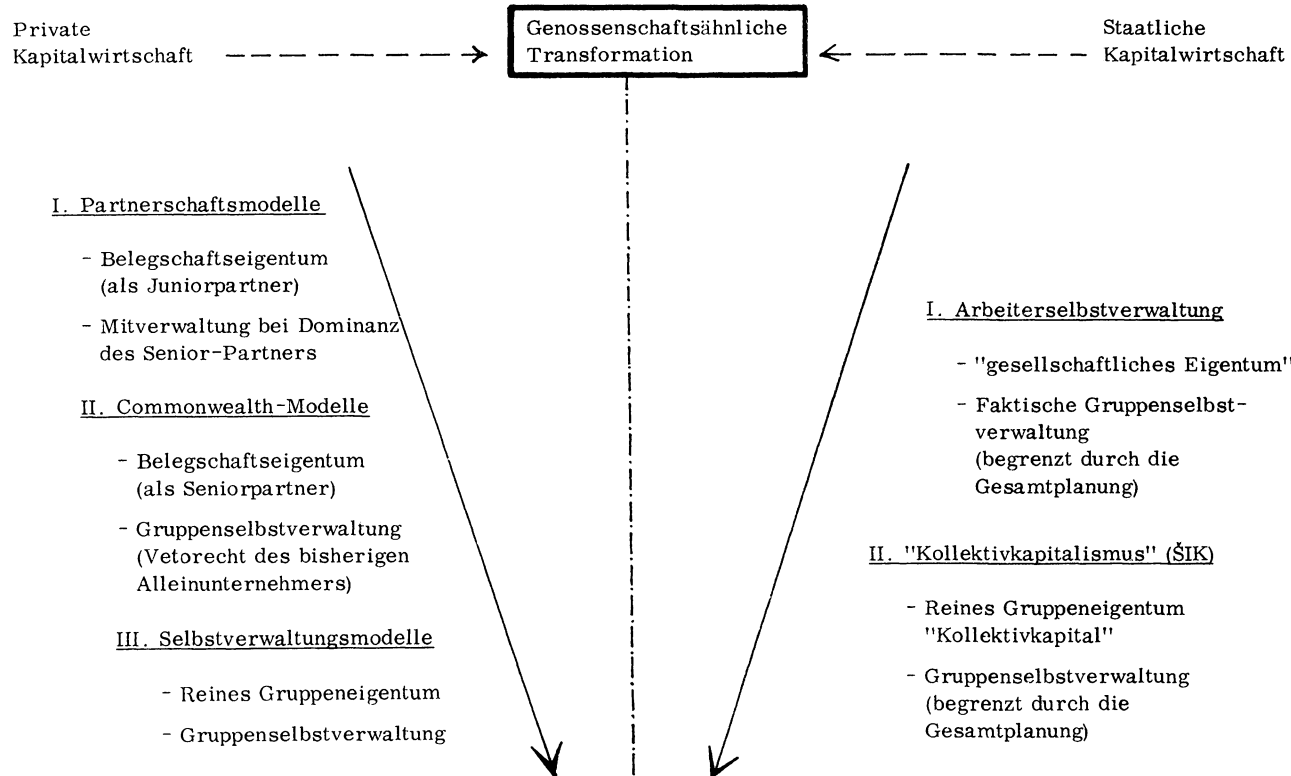 Private
Kapitalwirtschaft
Genossenschaftsähnliche
Transformation
Staatliche
Kapitalwirtschaft
I. Partnerschaftsmodelle
- Belegschaftseigentum
(als Juniorpartner)
- Mitverwaltung bei Dominanz
des Senior-Partners
II. Commonwealth-Modelle
- Belegschaftseigentum
(als Seniorpartner)
- Gruppenselbstverwaltung
(Vetorecht des bisherigen
Alleinunternehmers)
III. Selbstverwaltungsmodelle
- Reines Gruppeneigentum
- Gruppenselbstverwaltung
I. Arbeiterselbstverwaltung
- "gesellschaftliches Eigentum"
- Faktische Gruppenselbst-
verwaltung
(begrenzt durch die
Gesamtplanung)
II. "Kollektivkapitalismus" (ŠIK)
- Reines Gruppeneigentum
"Kollektivkapital"
- Gruppenselbstverwaltung
(begrenzt durch die
Gesamtplanung)